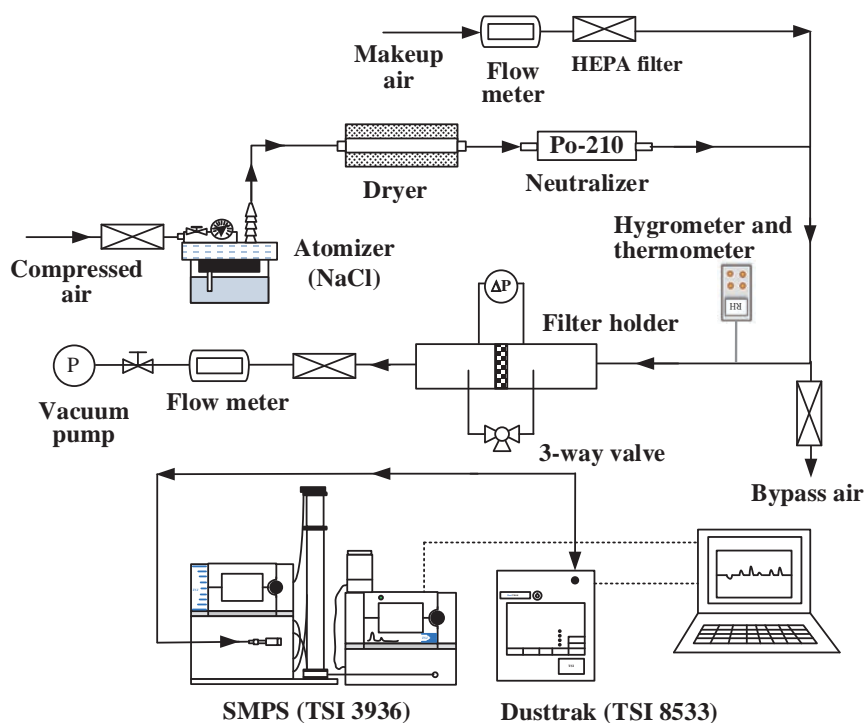 Makeup
air
Flow
meter
HEPA filter
Dryer
Po-210
Neutralizer
Compressed
air
Atomizer
(NaCl)
Hygrometer and
thermometer
RH
ΔP
Filter holder
P
Vacuum
pump
Flow meter
3-way valve
Bypass air
SMPS (TSI 3936)
Dusttrak (TSI 8533)